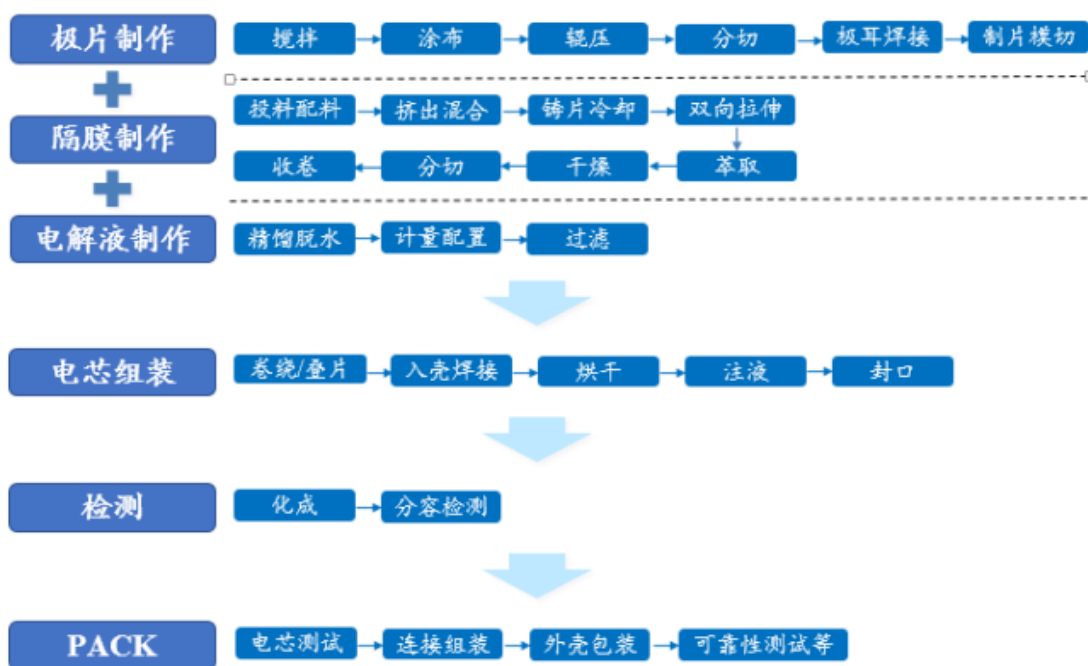 极片制作 搅拌 涂布 辊压 分切 极耳焊接 制片模切
隔膜制作 投料配料 挤出混合 铸片冷却 双向拉伸
收卷 分切 干燥 萃取
电解液制作 精馏脱水 计量配置 过滤
电芯组装 卷绕/叠片 入壳焊接 烘干 注液 封口
检测 化成 分容检测
PACK 电芯测试 连接组装 外壳包装 可靠性测试等